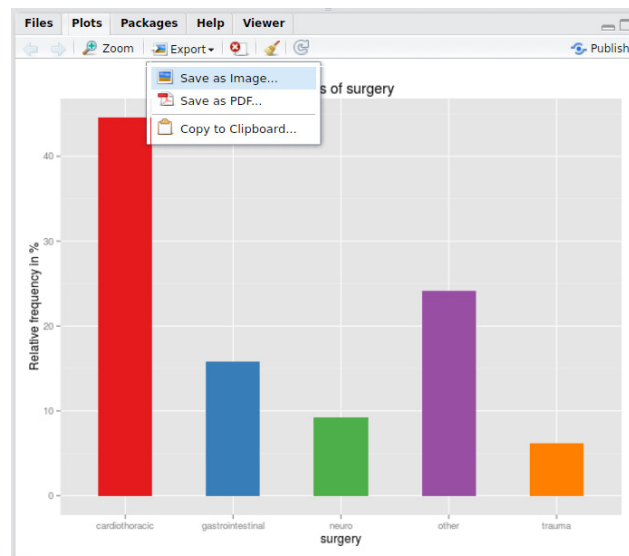 Files Plots Packages Help Viewer
Zoom Export Publish
Save as Image...
Save as PDF...
Copy to Clipboard...
s of surgery
Relative frequency in %
40
30
20
10
0
cardiothoracic gastrointestinal neuro other trauma
surgery